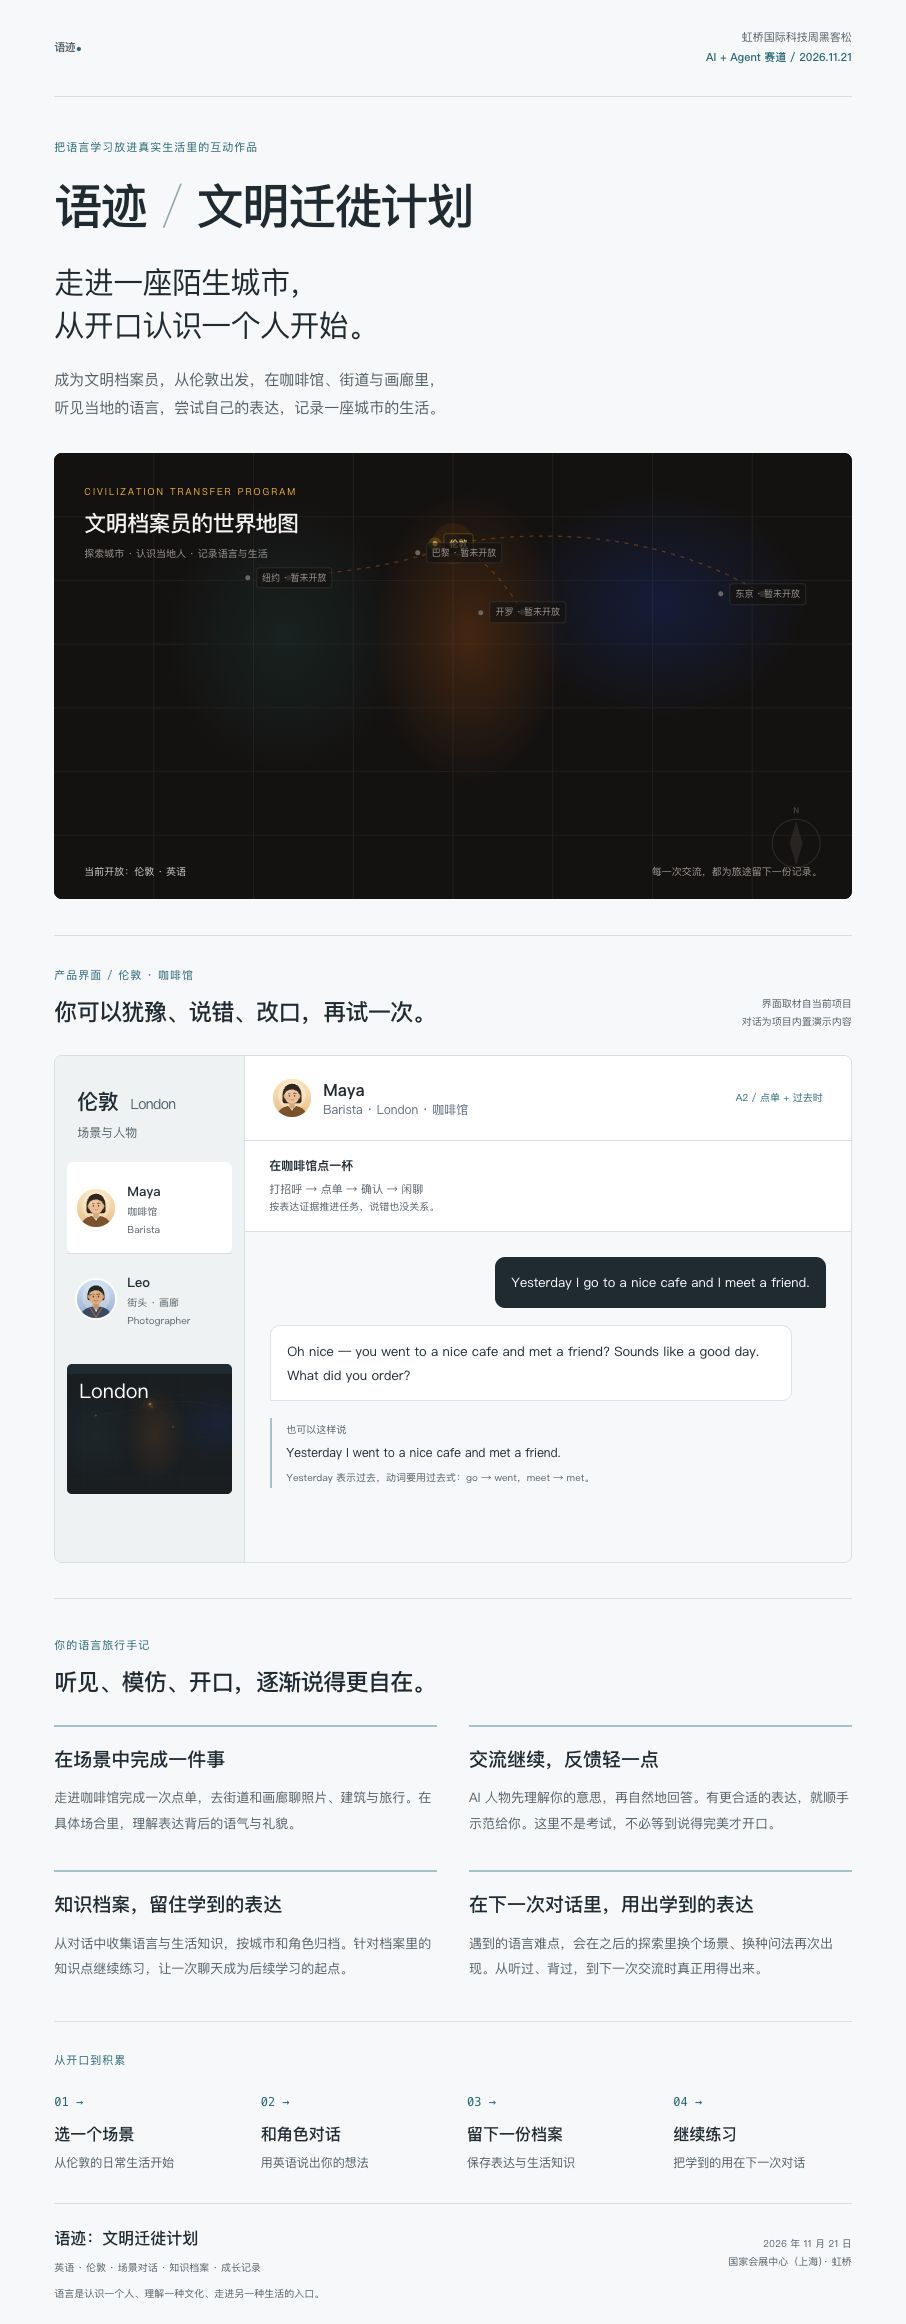 语迹
虹桥国际科技周黑客松
AI + Agent 赛道 / 2026.11.21
把语言学习放进真实生活里的互动作品
语迹 / 文明迁徙计划
走进一座陌生城市，
从开口认识一个人开始。
成为文明档案员，从伦敦出发，在咖啡馆、街道与画廊里，
听见当地的语言，尝试自己的表达，记录一座城市的生活。
CIVILIZATION TRANSFER PROGRAM
文明档案员的世界地图
探索城市 · 认识当地人 · 记录语言与生活
伦敦
巴黎 · 暂未开放
纽约 · 暂未开放
东京 · 暂未开放
开罗 · 暂未开放
N
当前开放：伦敦 · 英语
每一次交流，都为旅途留下一份记录。
产品界面 / 伦敦 · 咖啡馆
你可以犹豫、说错、改口，再试一次。
界面取材自当前项目
对话为项目内置演示内容
伦敦 London
场景与人物
Maya
咖啡馆
Barista
Leo
街头 · 画廊
Photographer
London
Maya
Barista · London · 咖啡馆
A2 / 点单 + 过去时
在咖啡馆点一杯
打招呼 → 点单 → 确认 → 闲聊
按表达证据推进任务，说错也没关系。
Yesterday I go to a nice cafe and I meet a friend.
Oh nice — you went to a nice cafe and met a friend? Sounds like a good day.
What did you order?
也可以这样说
Yesterday I went to a nice cafe and met a friend.
Yesterday 表示过去，动词要用过去式：go → went，meet → met。
你的语言旅行手记
听见、模仿、开口，逐渐说得更自在。
在场景中完成一件事
走进咖啡馆完成一次点单，去街道和画廊聊照片、建筑与旅行。在
具体场合里，理解表达背后的语气与礼貌。
交流继续，反馈轻一点
AI 人物先理解你的意思，再自然地回答。有更合适的表达，就顺手
示范给你。这里不是考试，不必等到说得完美才开口。
知识档案，留住学到的表达
从对话中收集语言与生活知识，按城市和角色归档。针对档案里的
知识点继续练习，让一次聊天成为后续学习的起点。
在下一次对话里，用出学到的表达
遇到的语言难点，会在之后的探索里换个场景、换种问法再次出
现。从听过、背过，到下一次交流时真正用得出来。
从开口到积累
01 →
选一个场景
从伦敦的日常生活开始
02 →
和角色对话
用英语说出你的想法
03 →
留下一份档案
保存表达与生活知识
04 →
继续练习
把学到的用在下一次对话
语迹：文明迁徙计划
英语 · 伦敦 · 场景对话 · 知识档案 · 成长记录
语言是认识一个人、理解一种文化、走进另一种生活的入口。
2026 年 11 月 21 日
国家会展中心（上海）· 虹桥